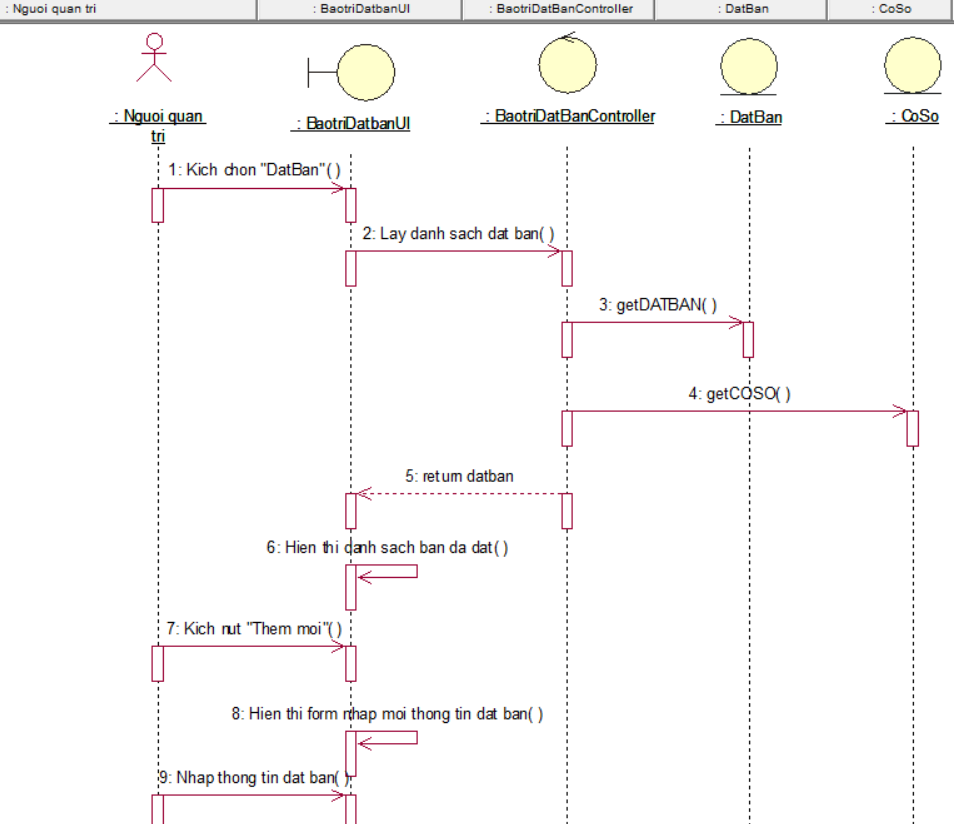 : Nguoi quan tri
: BaotriDatbanUI
: BaotriDatBanController
: DatBan
: CoSo
: Nguoi quan
tri
: BaotriDatbanUI
: BaotriDatBanController
: DatBan
: CoSo
1: Kich chon "DatBan"( )
2: Lay danh sach dat ban( )
3: getDATBAN( )
4: getCOSO( )
5: return datban
6: Hien thi danh sach ban da dat( )
7: Kich nut "Them moi"( )
8: Hien thi form nhap moi thong tin dat ban( )
9: Nhap thong tin dat ban( )